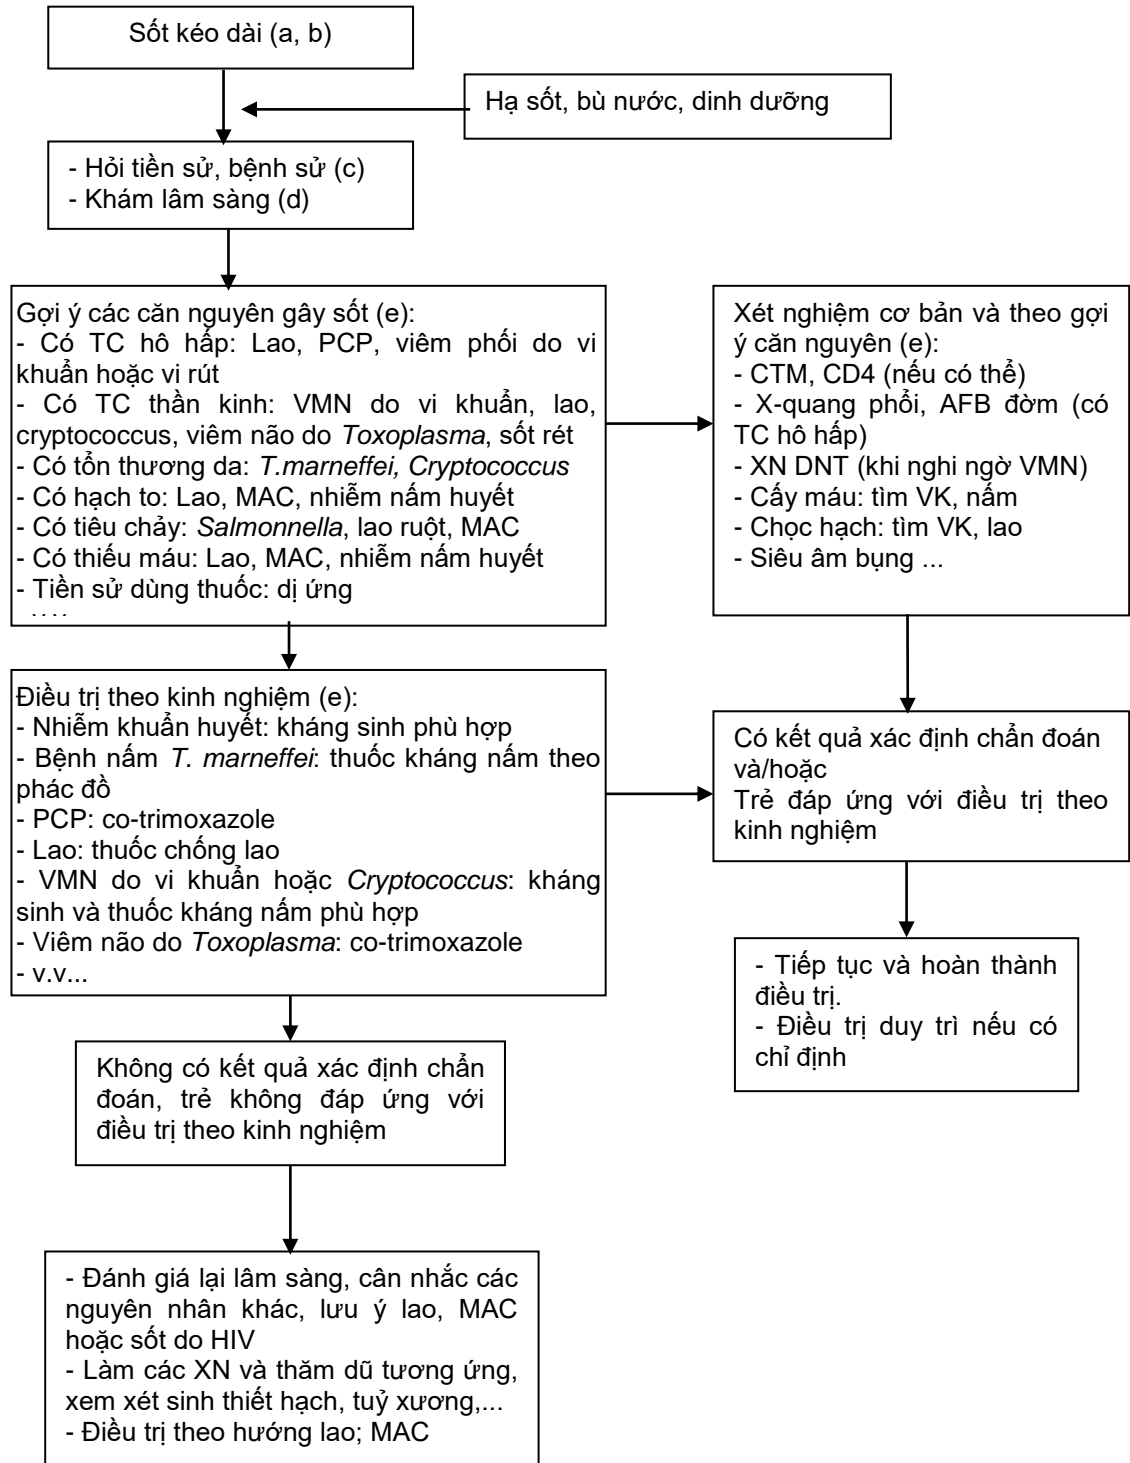 Sốt kéo dài (a, b)
Hạ sốt, bù nước, dinh dưỡng
- Hỏi tiền sử, bệnh sử (c)
- Khám lâm sàng (d)
Gợi ý các căn nguyên gây sốt (e):
- Có TC hô hấp: Lao, PCP, viêm phổi do vi
khuẩn hoặc vi rút
- Có TC thần kinh: VMN do vi khuẩn, lao,
cryptococcus, viêm não do Toxoplasma, sốt rét
- Có tổn thương da: T.marneffei, Cryptococcus
- Có hạch to: Lao, MAC, nhiễm nấm huyết
- Có tiêu chảy: Salmonnella, lao ruột, MAC
- Có thiếu máu: Lao, MAC, nhiễm nấm huyết
- Tiền sử dùng thuốc: dị ứng
Xét nghiệm cơ bản và theo gợi
ý căn nguyên (e):
- CTM, CD4 (nếu có thể)
- X-quang phổi, AFB đờm (có
TC hô hấp)
- XN DNT (khi nghi ngờ VMN)
- Cấy máu: tìm VK, nấm
- Chọc hạch: tìm VK, lao
- Siêu âm bụng ...
Điều trị theo kinh nghiệm (e):
- Nhiễm khuẩn huyết: kháng sinh phù hợp
- Bệnh nấm T. marneffei: thuốc kháng nấm theo
phác đồ
- PCP: co-trimoxazole
- Lao: thuốc chống lao
- VMN do vi khuẩn hoặc Cryptococcus: kháng
sinh và thuốc kháng nấm phù hợp
- Viêm não do Toxoplasma: co-trimoxazole
- v.v...
Có kết quả xác định chẩn đoán
và/hoặc
Trẻ đáp ứng với điều trị theo
kinh nghiệm
- Tiếp tục và hoàn thành
điều trị.
- Điều trị duy trì nếu có
chỉ định
Không có kết quả xác định chẩn
đoán, trẻ không đáp ứng với
điều trị theo kinh nghiệm
- Đánh giá lại lâm sàng, cân nhắc các
nguyên nhân khác, lưu ý lao, MAC
hoặc sốt do HIV
- Làm các XN và thăm dũ tương ứng,
xem xét sinh thiết hạch, tuỷ xương,...
- Điều trị theo hướng lao; MAC